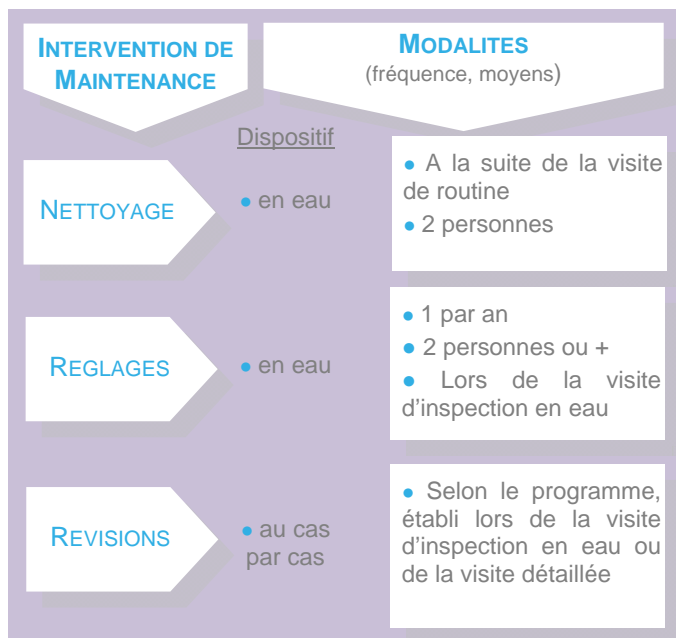 INTERVENTION DE
MAINTENANCE
MODALITES
(fréquence, moyens)
Dispositif
NETTOYAGE
• en eau
• A la suite de la visite
de routine
• 2 personnes
REGLAGES
• en eau
• 1 par an
• 2 personnes ou +
• Lors de la visite
d'inspection en eau
REVISIONS
• au cas
par cas
• Selon le programme,
établi lors de la visite
d'inspection en eau ou
de la visite détaillée